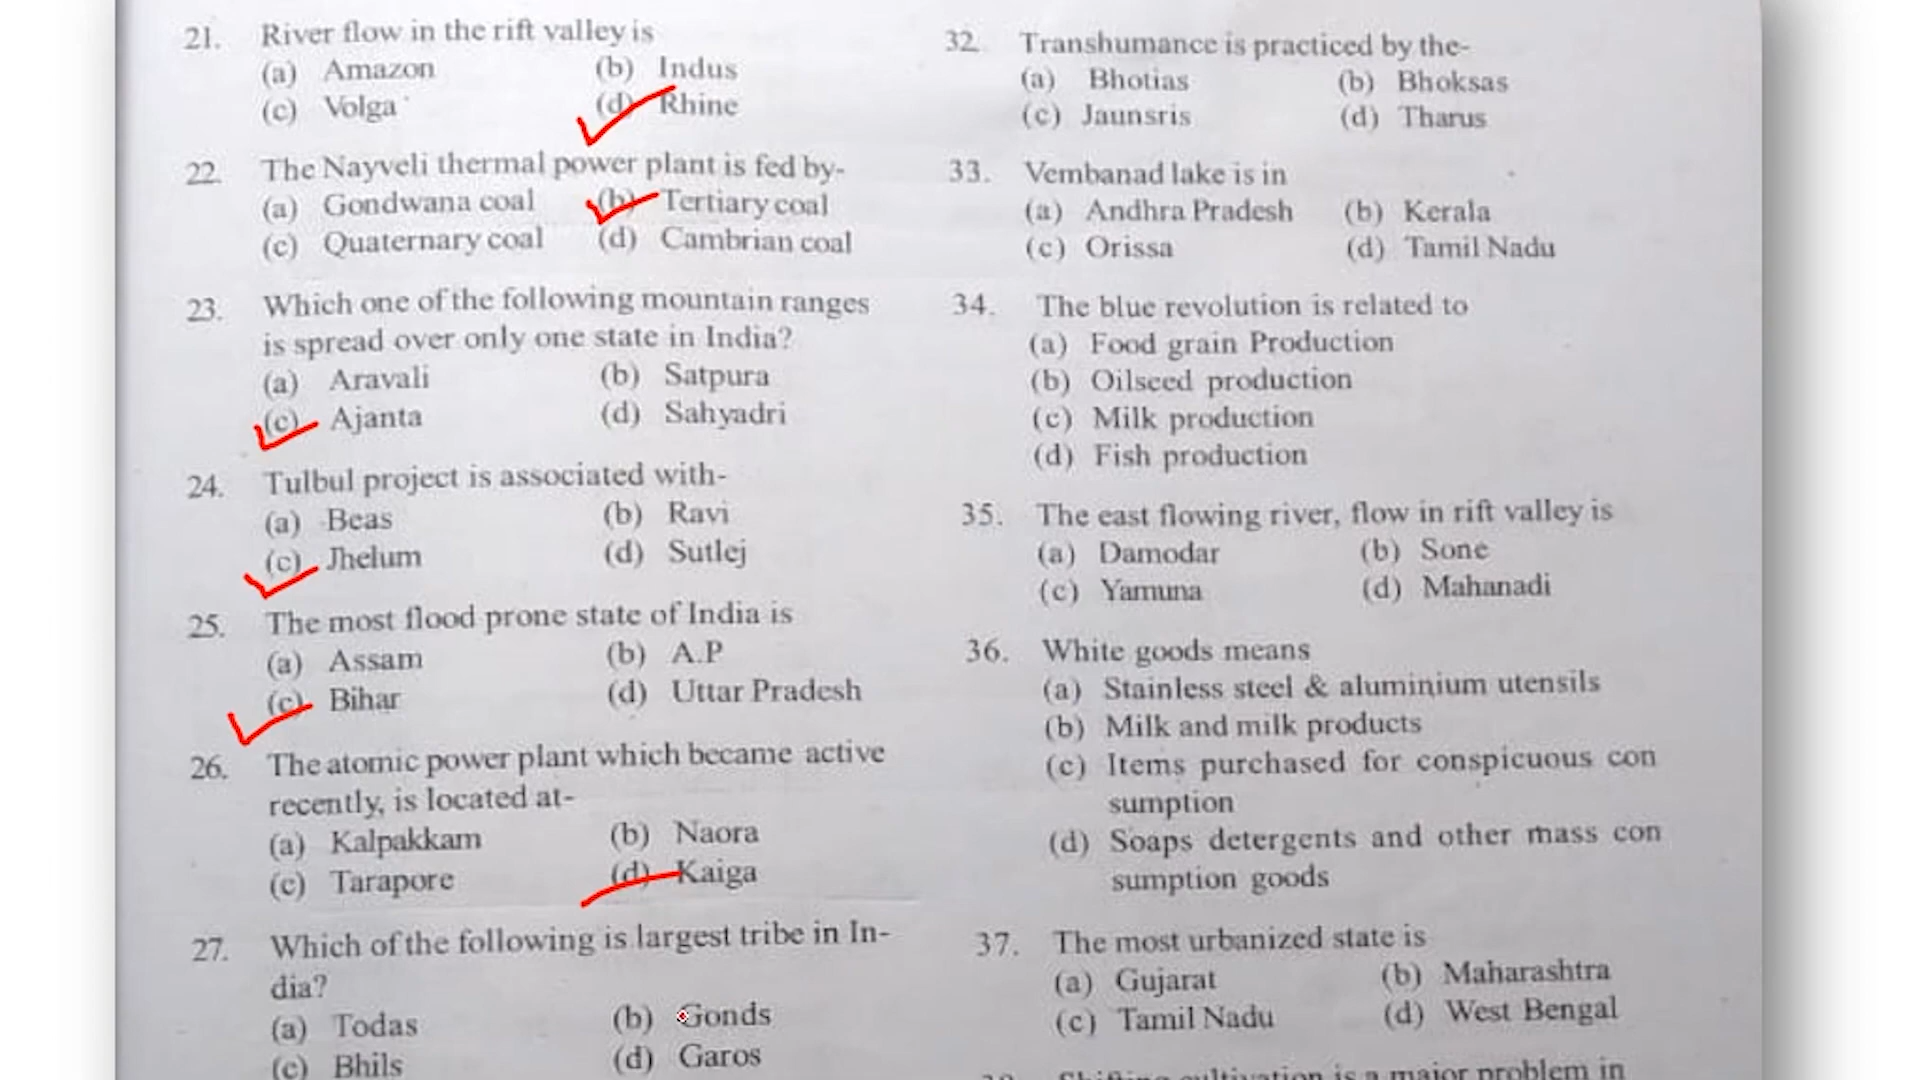 21. River flow in the rift valley is
(a) Amazon (b) Indus
(c) Volga (d) Rhine
22. The Nayveli thermal power plant is fed by-
(a) Gondwana coal (b) Tertiary coal
(c) Quaternary coal (d) Cambrian coal
23. Which one of the following mountain ranges
is spread over only one state in India?
(a) Aravali (b) Satpura
(c) Ajanta (d) Sahyadri
24. Tulbul project is associated with-
(a) Beas (b) Ravi
(c) Jhelum (d) Sutlej
25. The most flood prone state of India is
(a) Assam (b) A.P
(c) Bihar (d) Uttar Pradesh
26. The atomic power plant which became active
recently, is located at-
(a) Kalpakkam (b) Naora
(c) Tarapore (d) Kaiga
27. Which of the following is largest tribe in In-
dia?
(a) Todas (b) Gonds
(c) Bhils (d) Garos
32. Transhumance is practiced by the-
(a) Bhotias (b) Bhoksas
(c) Jaunsris (d) Tharus
33. Vembanad lake is in
(a) Andhra Pradesh (b) Kerala
(c) Orissa (d) Tamil Nadu
34. The blue revolution is related to
(a) Food grain Production
(b) Oilseed production
(c) Milk production
(d) Fish production
35. The east flowing river, flow in rift valley is
(a) Damodar (b) Sone
(c) Yamuna (d) Mahanadi
36. White goods means
(a) Stainless steel & aluminium utensils
(b) Milk and milk products
(c) Items purchased for conspicuous con
sumption
(d) Soaps detergents and other mass con
sumption goods
37. The most urbanized state is
(a) Gujarat (b) Maharashtra
(c) Tamil Nadu (d) West Bengal
cultivation is a major problem in